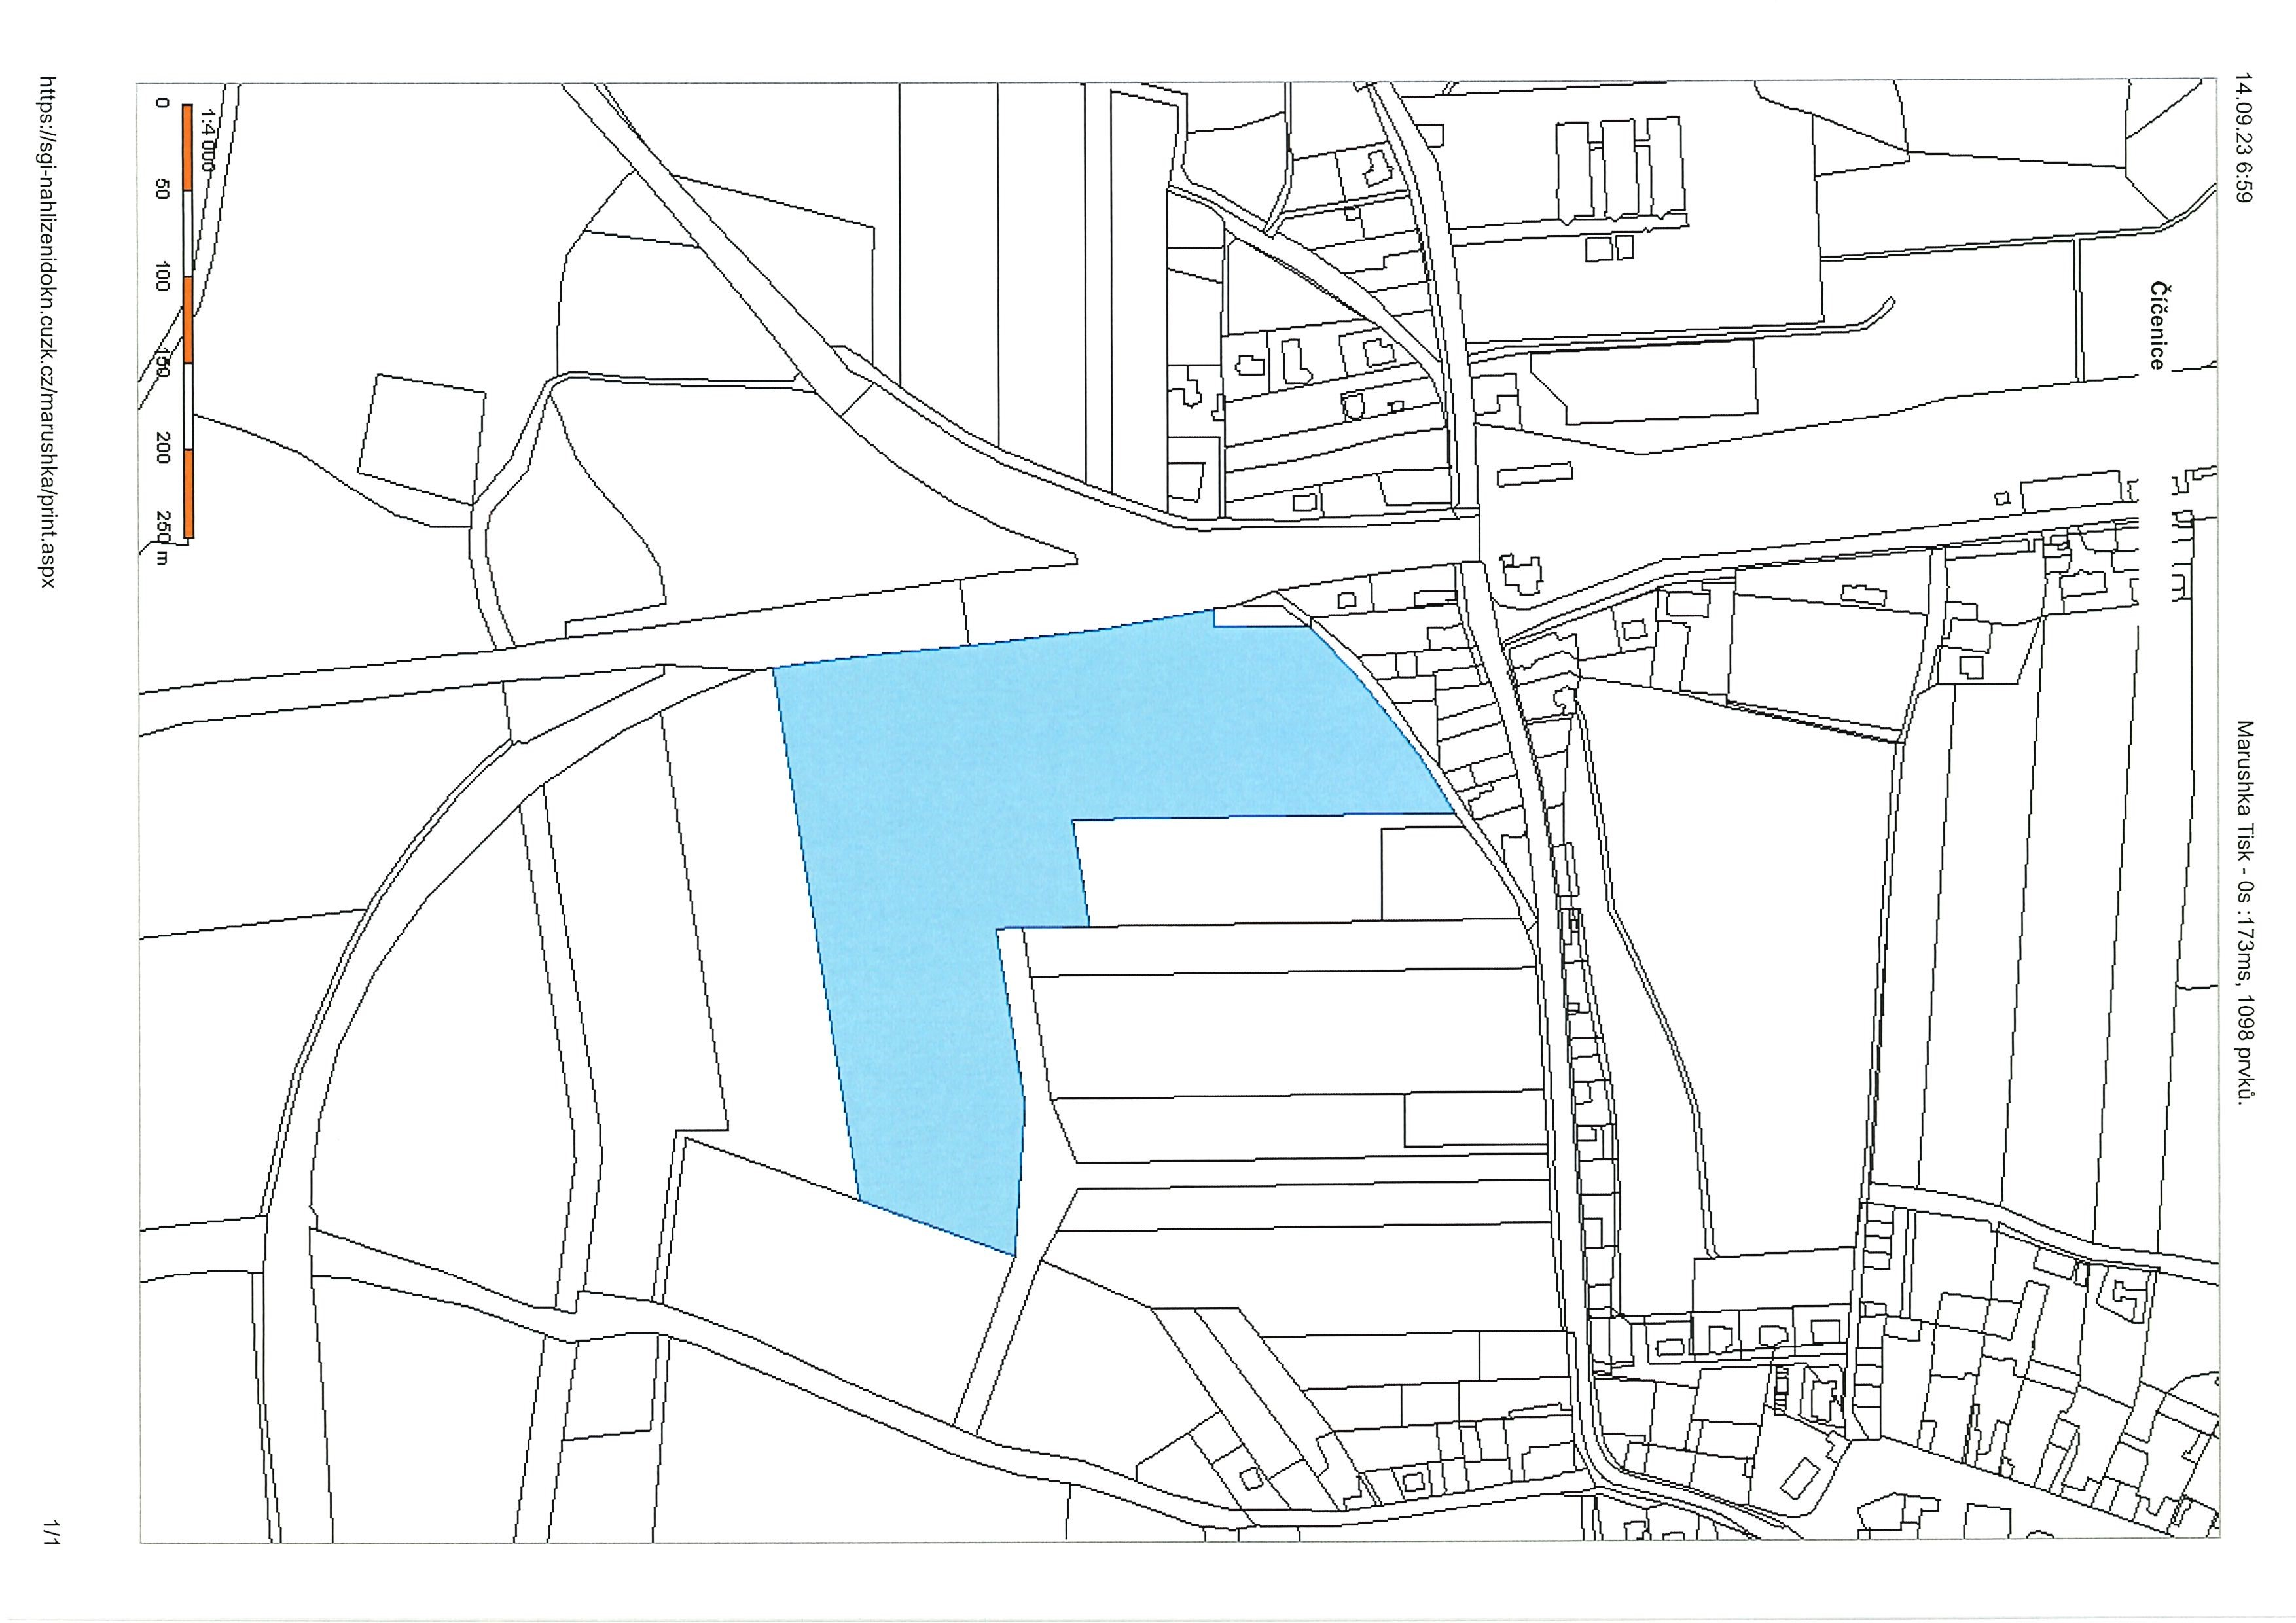 14.09.23 6:59
Marushka Tisk - 0s :173ms, 1098 prvků.
Číčenice
1:4 000
0 50 100 150 200 250 m
https://sgi-nahlizenidokn.cuzk.cz/marushka/print.aspx
1/1